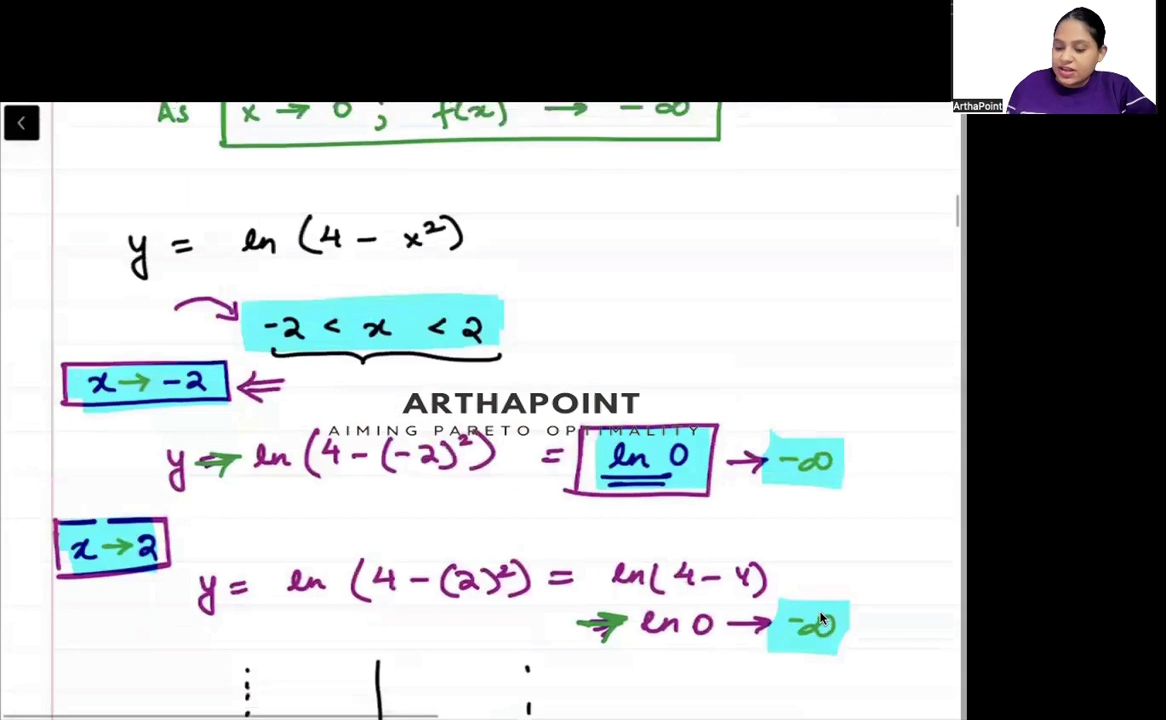 ArthaPoint
As x → 0 ; f(x) → -∞
y = ln (4 - x²)
-2 < x < 2
x → -2
ARTHAPOINT
AIMING PARETO OPTIMALITY
y → ln (4 - (-2)²) = ln 0 → -∞
x → 2
y = ln (4 - (2)²) = ln(4 - 4)
→ ln 0 → -∞